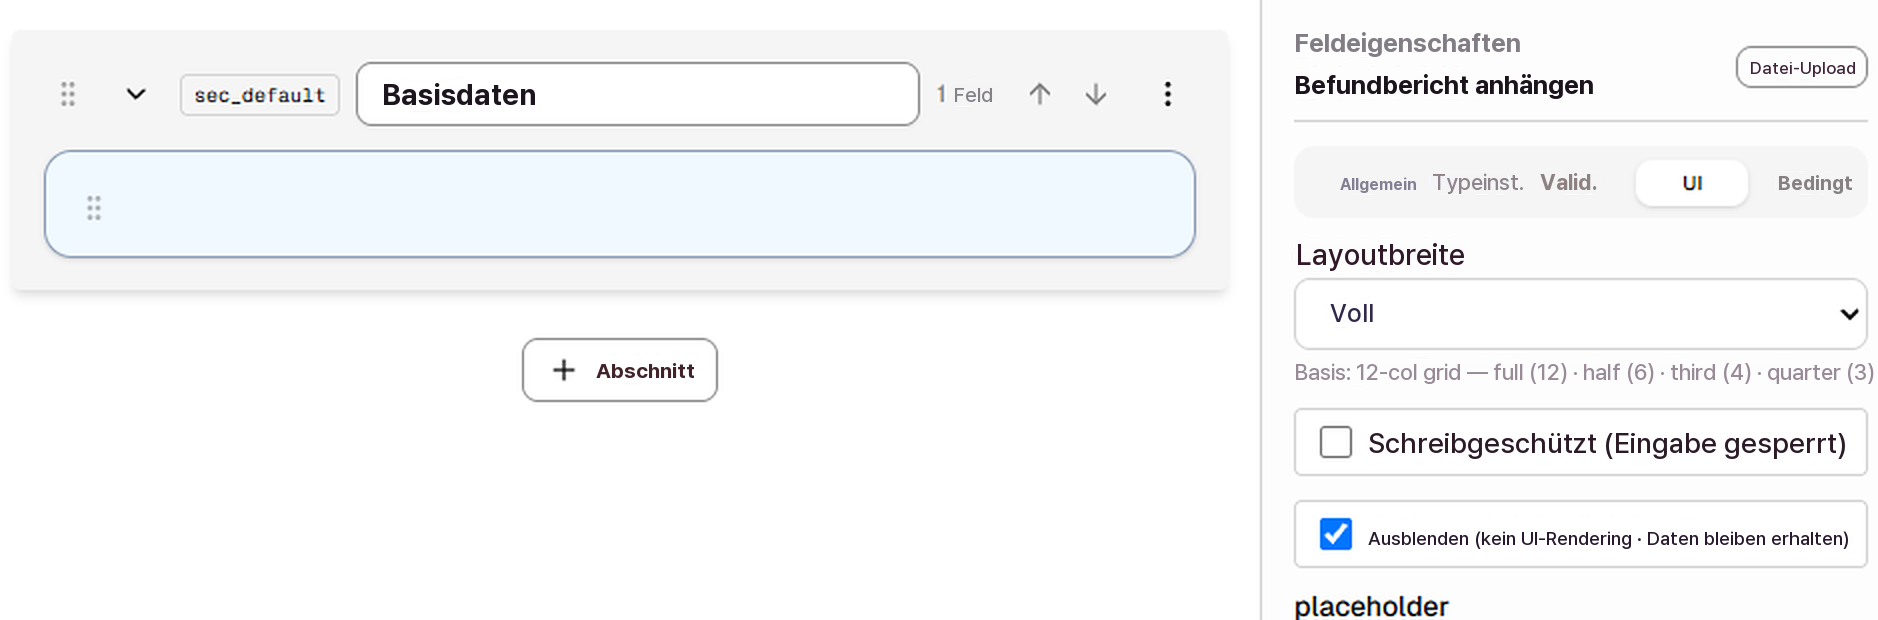 sec_default
Basisdaten
1 Feld
Abschnitt
Feldeigenschaften
Befundbericht anhängen
Datei-Upload
Allgemein Typeinst. Valid. UI Bedingt
Layoutbreite
Voll
Basis: 12-col grid — full (12) · half (6) · third (4) · quarter (3)
Schreibgeschützt (Eingabe gesperrt)
Ausblenden (kein UI-Rendering · Daten bleiben erhalten)
placeholder